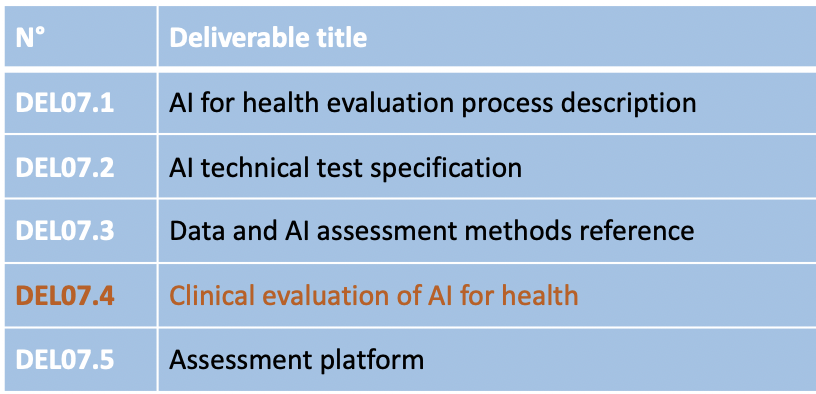 N° Deliverable title
DEL07.1 AI for health evaluation process description
DEL07.2 AI technical test specification
DEL07.3 Data and AI assessment methods reference
DEL07.4 Clinical evaluation of AI for health
DEL07.5 Assessment platform